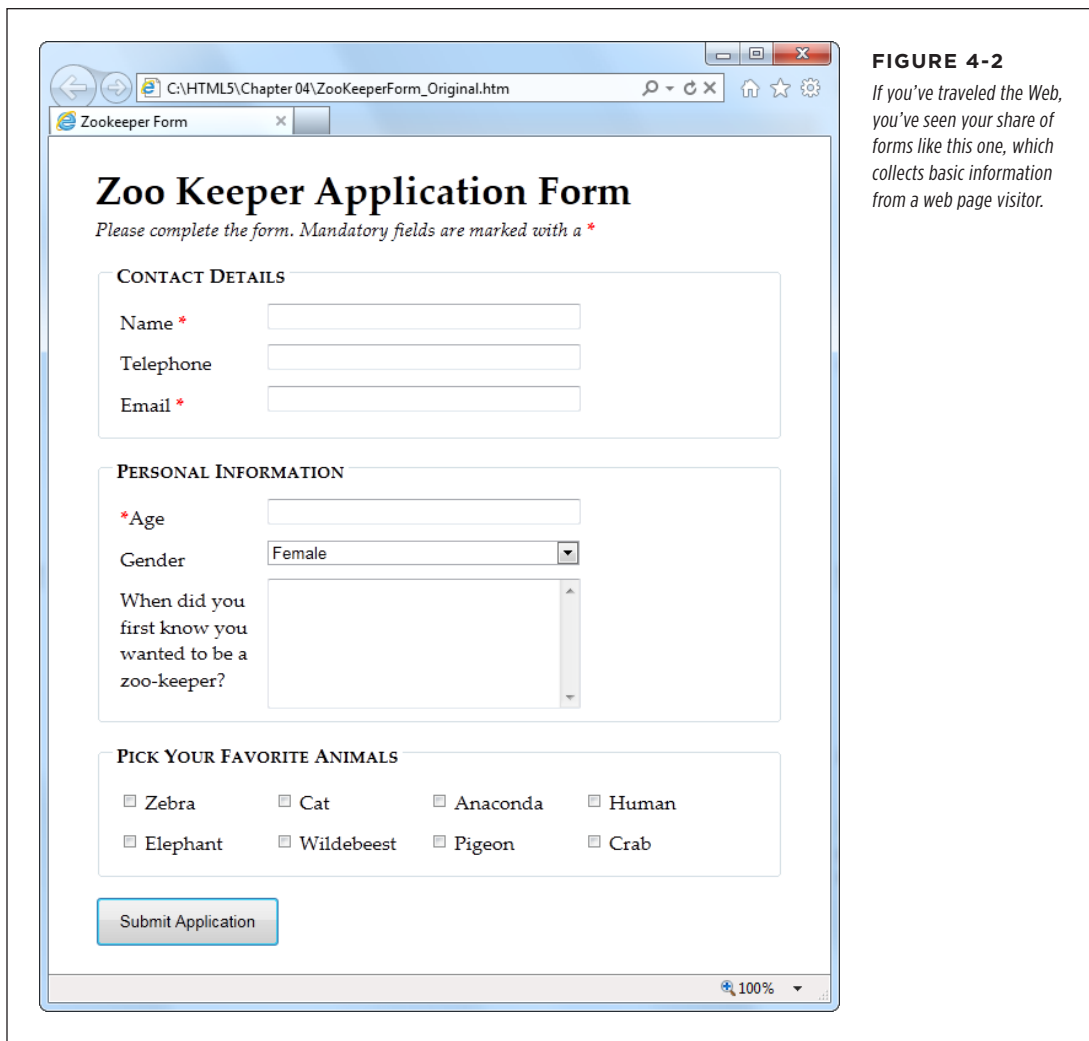 C:\HTML5\Chapter 04\ZooKeeperForm_Original.htm
Zookeeper Form
Zoo Keeper Application Form
Please complete the form. Mandatory fields are marked with a *
CONTACT DETAILS
Name *
Telephone
Email *
PERSONAL INFORMATION
*Age
Gender
Female
When did you
first know you
wanted to be a
zoo-keeper?
PICK YOUR FAVORITE ANIMALS
Zebra Cat Anaconda Human
Elephant Wildebeest Pigeon Crab
Submit Application
100%
FIGURE 4-2
If you've traveled the Web,
you've seen your share of
forms like this one, which
collects basic information
from a web page visitor.